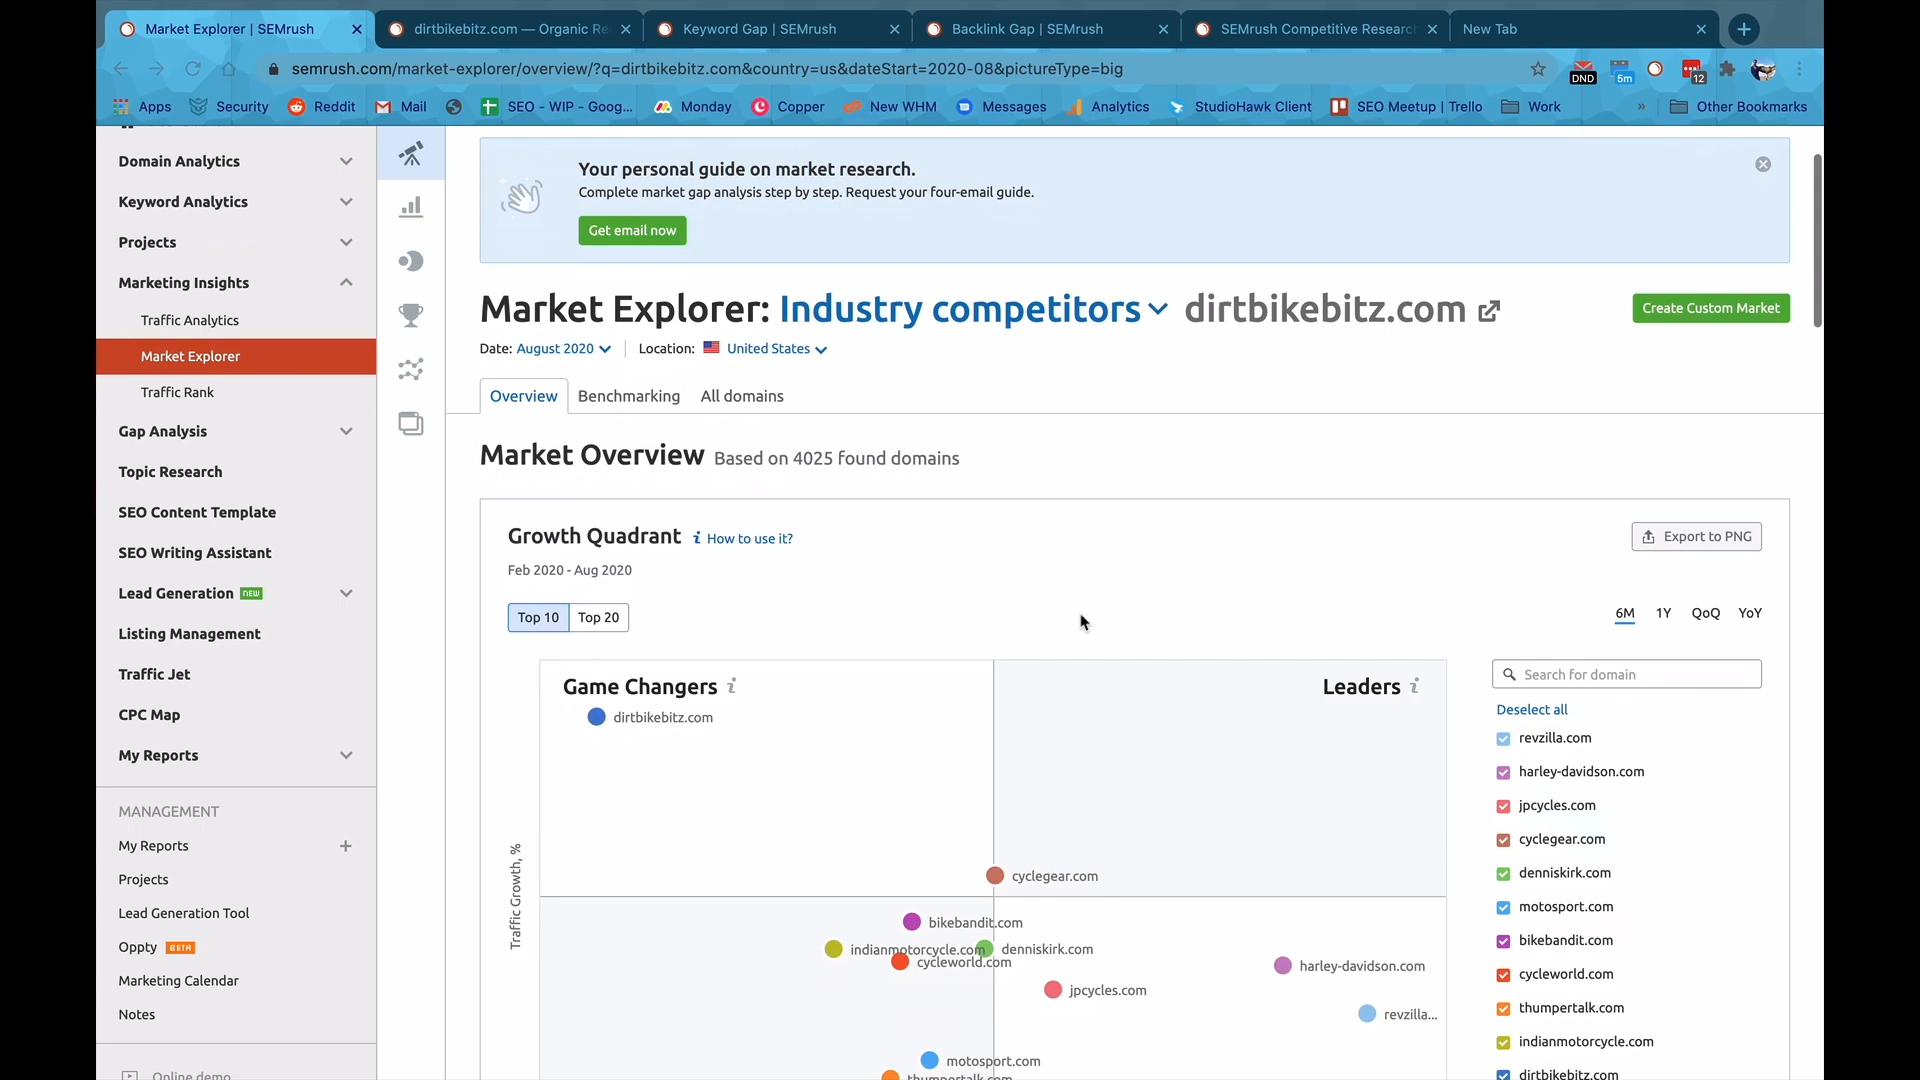 Market Explorer | SEMrush
dirtbikebitz.com — Organic Re
Keyword Gap | SEMrush
Backlink Gap | SEMrush
SEMrush Competitive Research
New Tab
semrush.com/market-explorer/overview/?q=dirtbikebitz.com&country=us&dateStart=2020-08&pictureType=big
DND
5m
12
Apps
Security
Reddit
Mail
SEO - WIP - Goog...
Monday
Copper
New WHM
Messages
Analytics
StudioHawk Client
SEO Meetup | Trello
Work
»
Other Bookmarks
Domain Analytics
Keyword Analytics
Projects
Marketing Insights
Traffic Analytics
Market Explorer
Traffic Rank
Gap Analysis
Topic Research
SEO Content Template
SEO Writing Assistant
Lead Generation NEW
Listing Management
Traffic Jet
CPC Map
My Reports
MANAGEMENT
My Reports
Projects
Lead Generation Tool
Oppty BETA
Marketing Calendar
Notes
Online demo
Your personal guide on market research.
Complete market gap analysis step by step. Request your four-email guide.
Get email now
Market Explorer: Industry competitors dirtbikebitz.com
Create Custom Market
Date: August 2020 Location: United States
Overview
Benchmarking
All domains
Market Overview Based on 4025 found domains
Growth Quadrant i How to use it?
Export to PNG
Feb 2020 - Aug 2020
Top 10
Top 20
6M
1Y
QoQ
YoY
Game Changers i
Leaders i
dirtbikebitz.com
Traffic Growth, %
cyclegear.com
bikebandit.com
indianmotorcycle.com
denniskirk.com
cycleworld.com
harley-davidson.com
jpcycles.com
revzilla...
motosport.com
thumpertalk.com
Search for domain
Deselect all
revzilla.com
harley-davidson.com
jpcycles.com
cyclegear.com
denniskirk.com
motosport.com
bikebandit.com
cycleworld.com
thumpertalk.com
indianmotorcycle.com
dirtbikebitz.com